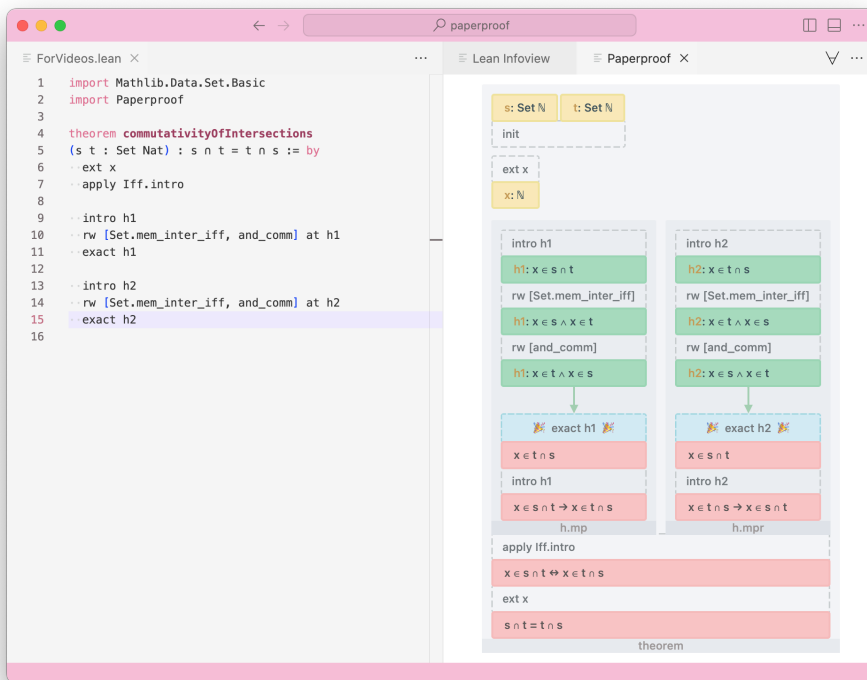 paperproof
ForVideos.lean
Lean Infoview
Paperproof
1 import Mathlib.Data.Set.Basic
2 import Paperproof
3
4 theorem commutativityOfIntersections
5 (s t : Set Nat) : s ∩ t = t ∩ s := by
6 ext x
7 apply Iff.intro
8
9 intro h1
10 rw [Set.mem_inter_iff, and_comm] at h1
11 exact h1
12
13 intro h2
14 rw [Set.mem_inter_iff, and_comm] at h2
15 exact h2
16
s: Set ℕ t: Set ℕ
init
ext x
x: ℕ
intro h1
h1: x ∈ s ∩ t
rw [Set.mem_inter_iff]
h1: x ∈ s ∧ x ∈ t
rw [and_comm]
h1: x ∈ t ∧ x ∈ s
🎉 exact h1 🎉
x ∈ t ∩ s
intro h1
x ∈ s ∩ t → x ∈ t ∩ s
h.mp
intro h2
h2: x ∈ t ∩ s
rw [Set.mem_inter_iff]
h2: x ∈ t ∧ x ∈ s
rw [and_comm]
h2: x ∈ s ∧ x ∈ t
🎉 exact h2 🎉
x ∈ s ∩ t
intro h2
x ∈ t ∩ s → x ∈ s ∩ t
h.mpr
apply Iff.intro
x ∈ s ∩ t ↔ x ∈ t ∩ s
ext x
s ∩ t = t ∩ s
theorem